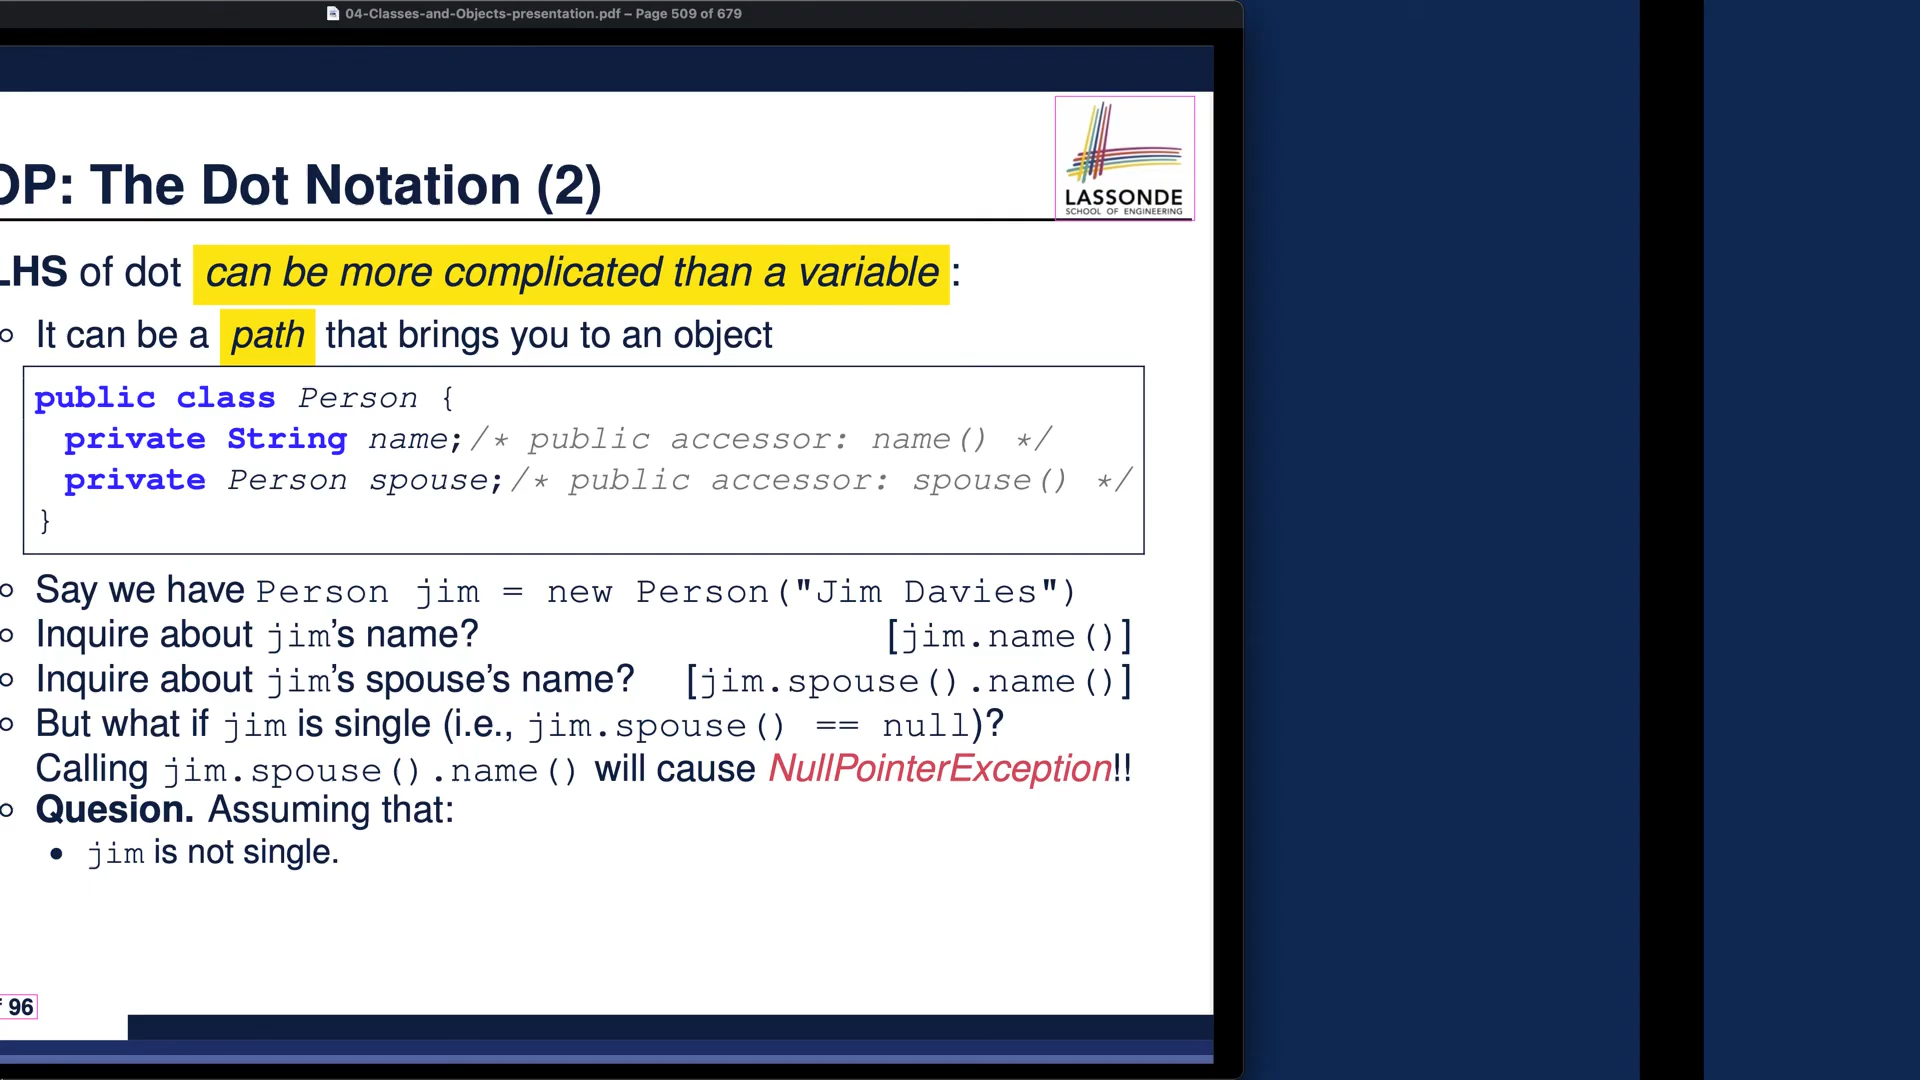 04-Classes-and-Objects-presentation.pdf – Page 509 of 679
LASSONDE
SCHOOL OF ENGINEERING
OP: The Dot Notation (2)
LHS of dot can be more complicated than a variable :
◦ It can be a path that brings you to an object
public class Person {
private String name;/* public accessor: name() */
private Person spouse;/* public accessor: spouse() */
}
◦ Say we have Person jim = new Person("Jim Davies")
◦ Inquire about jim’s name? [jim.name()]
◦ Inquire about jim’s spouse’s name? [jim.spouse().name()]
◦ But what if jim is single (i.e., jim.spouse() == null)?
Calling jim.spouse().name() will cause NullPointerException!!
◦ Quesion. Assuming that:
• jim is not single.
96